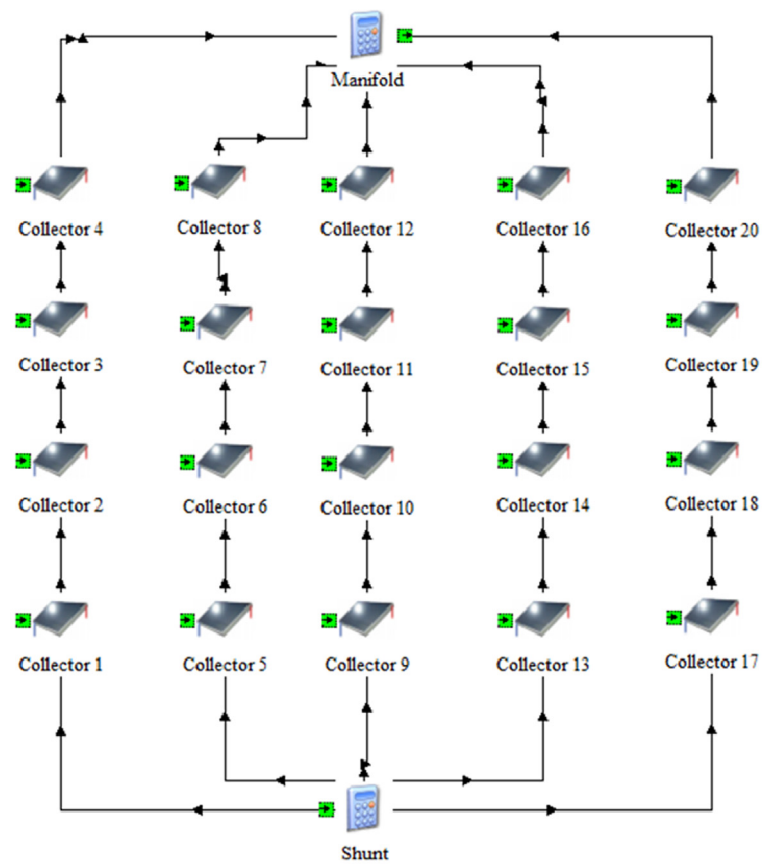 Manifold
Collector 4
Collector 8
Collector 12
Collector 16
Collector 20
Collector 3
Collector 7
Collector 11
Collector 15
Collector 19
Collector 2
Collector 6
Collector 10
Collector 14
Collector 18
Collector 1
Collector 5
Collector 9
Collector 13
Collector 17
Shunt